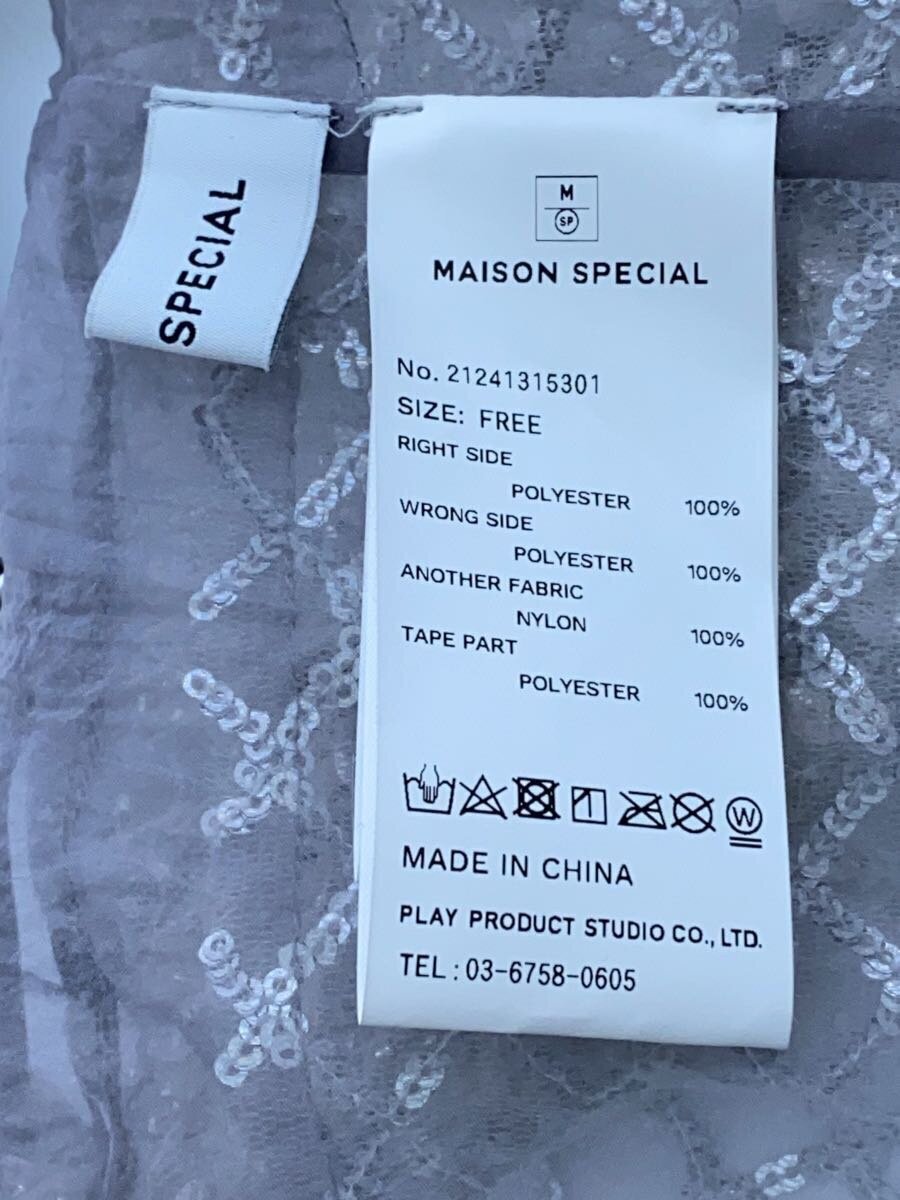 SPECIAL
M
SP
MAISON SPECIAL
No. 21241315301
SIZE: FREE
RIGHT SIDE
POLYESTER 100%
WRONG SIDE
POLYESTER 100%
ANOTHER FABRIC
NYLON 100%
TAPE PART
POLYESTER 100%
W
MADE IN CHINA
PLAY PRODUCT STUDIO CO., LTD.
TEL : 03-6758-0605